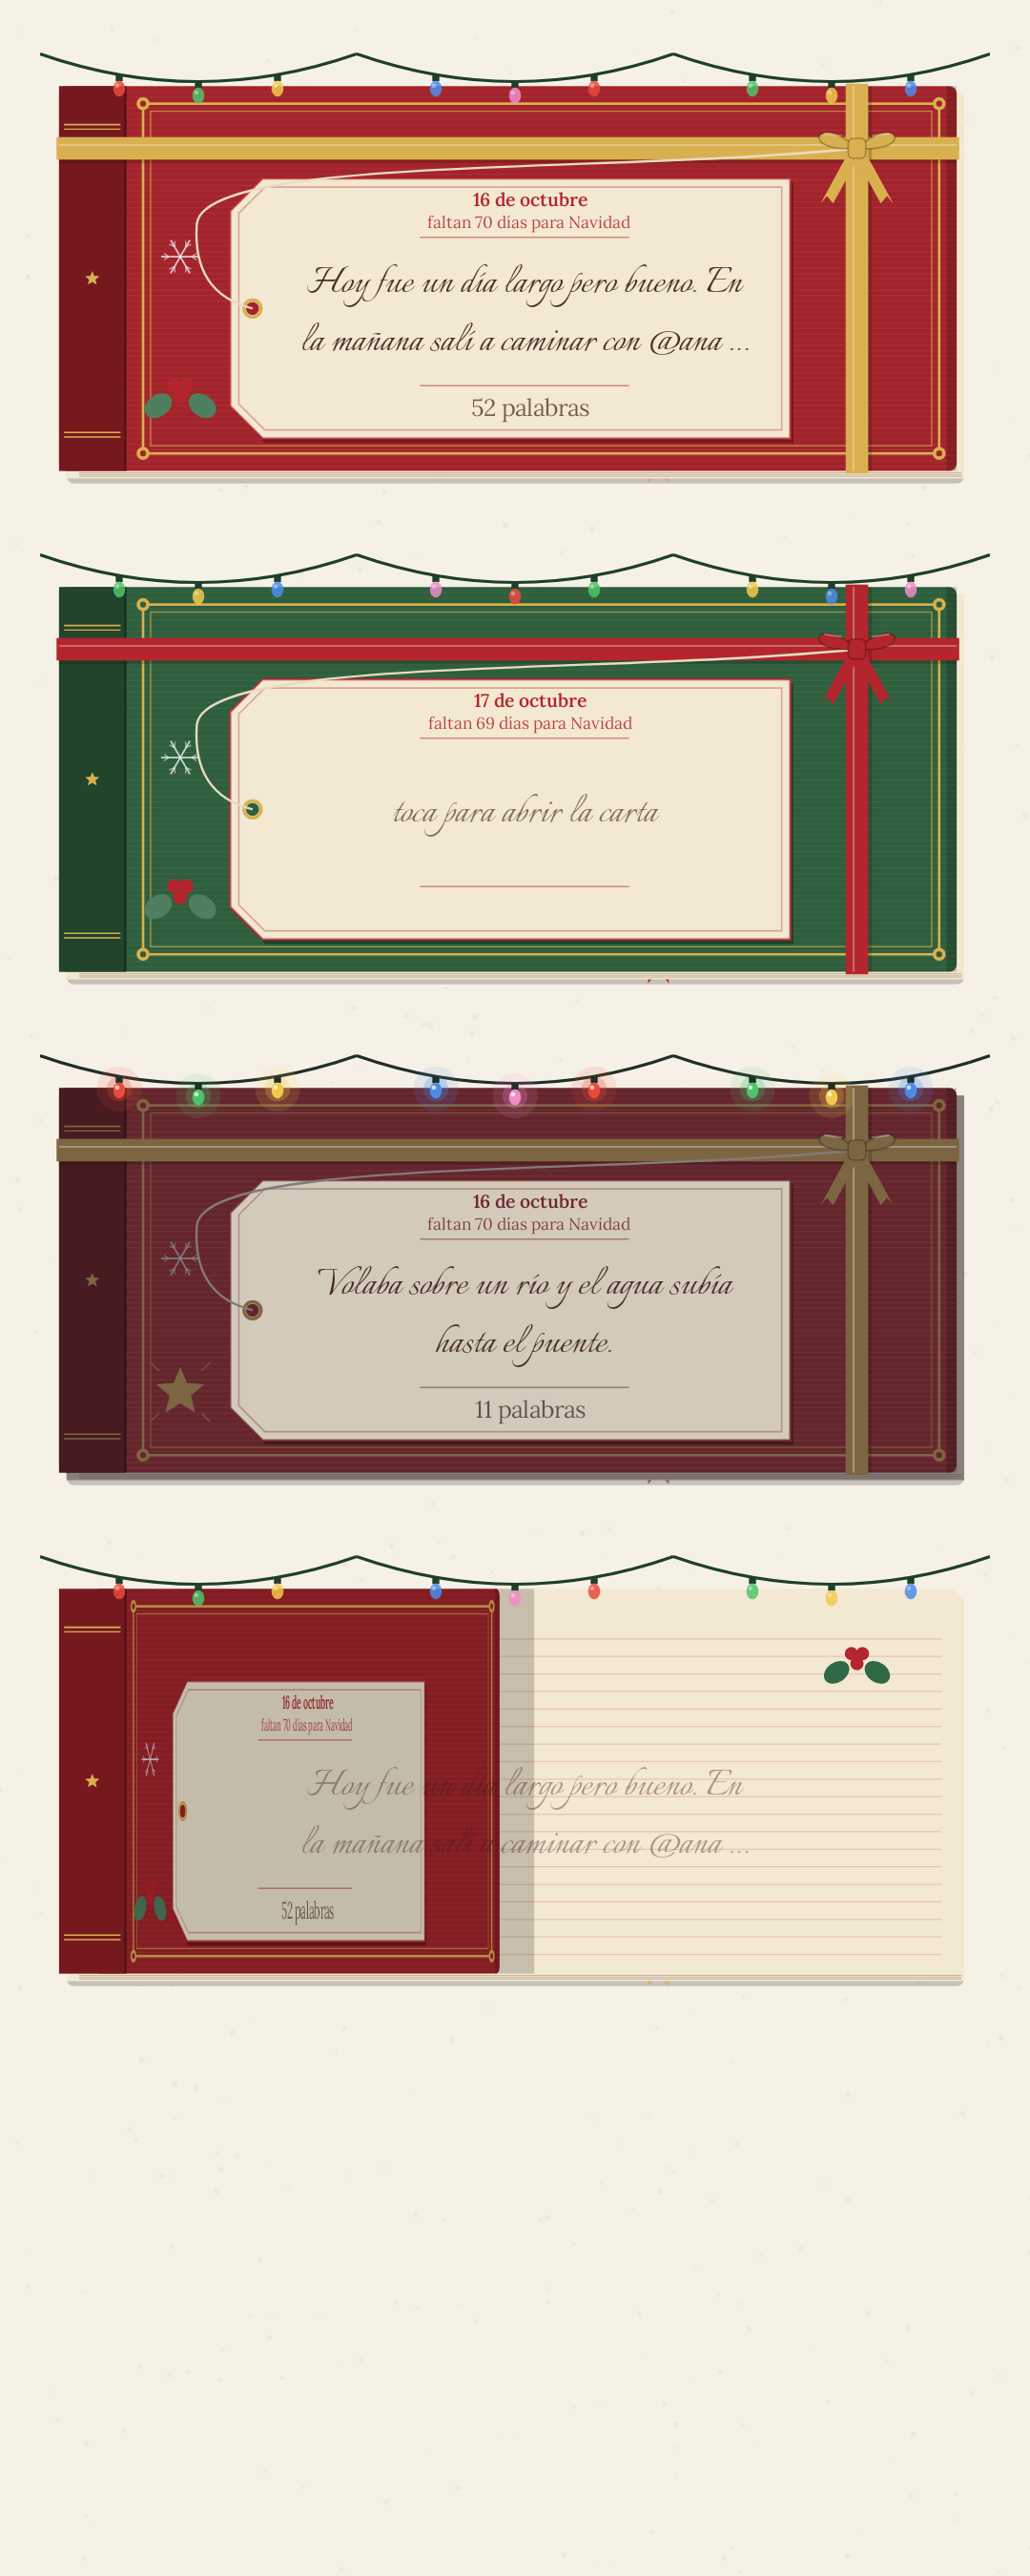 16 de octubre
faltan 70 días para Navidad
Hoy fue un día largo pero bueno. En
la mañana salí a caminar con @ana ...
52 palabras
17 de octubre
faltan 69 días para Navidad
toca para abrir la carta
16 de octubre
faltan 70 días para Navidad
Volaba sobre un río y el agua subía
hasta el puente.
11 palabras
16 de octubre
faltan 70 días para Navidad
Hoy fue un día largo pero bueno. En
la mañana salí a caminar con @ana ...
52 palabras